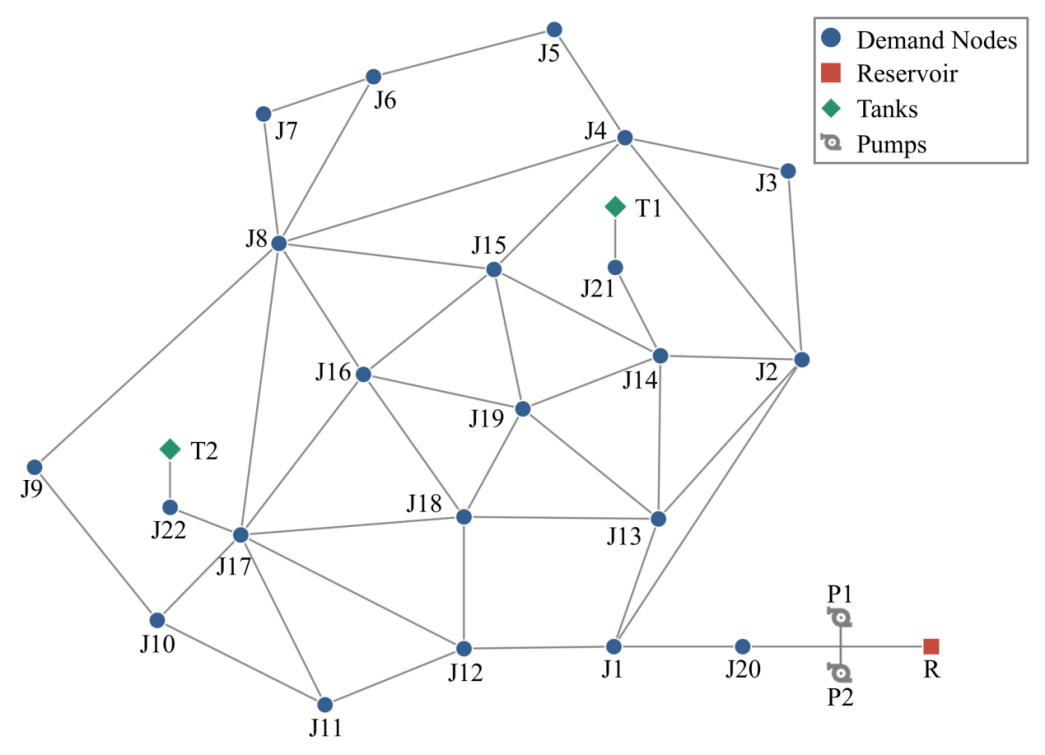 J5
Demand Nodes
Reservoir
Tanks
Pumps
J6
J7
J4
J3
T1
J8
J15
J21
J16
J14
J2
J19
T2
J9
J22
J18
J13
J17
P1
J10
J12
J1
J20
R
P2
J11